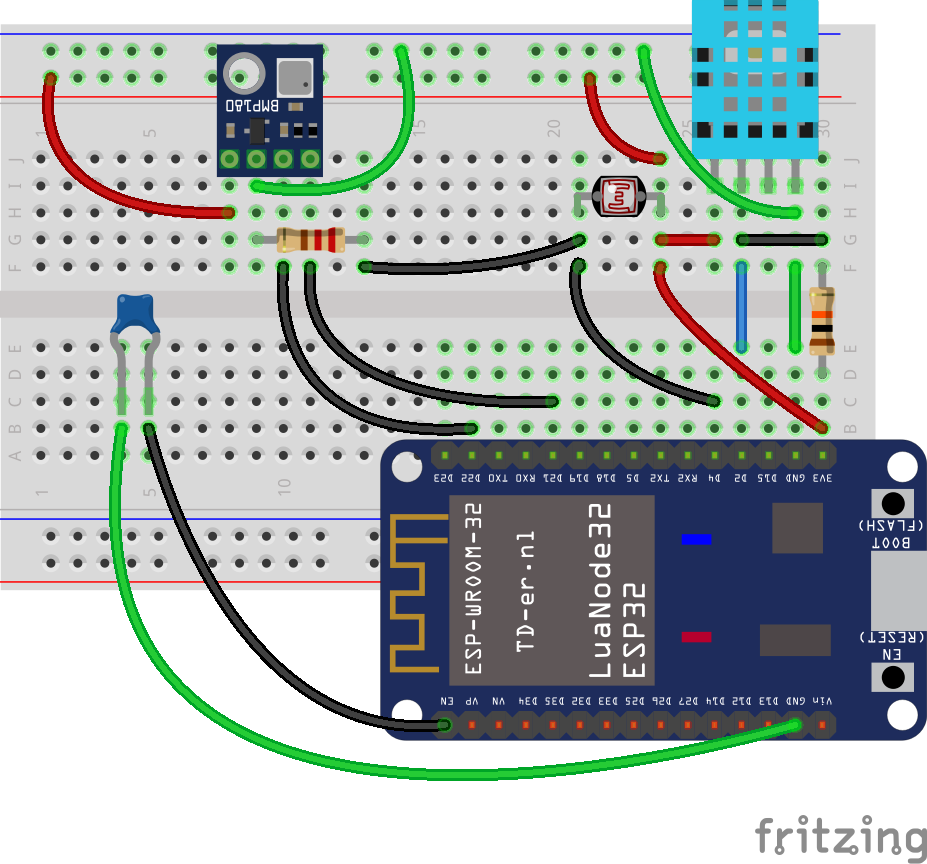 BMP180
1
5
15
20
25
30
J
I
H
G
F
J
I
H
G
F
E
D
C
B
A
E
D
C
B
1
5
10
D23
D22
TXO
RXO
D21
D19
D18
D5
TX2
RX2
D4
D2
D15
GND
3V3
(FLASH)
BOOT
ESP-WROOM-32
TD-er.nl
LuaNode32
ESP32
(RESET)
EN
EN
VP
VN
D34
D35
D32
D33
D25
D26
D27
D14
D12
D13
GND
Vin
fritzing